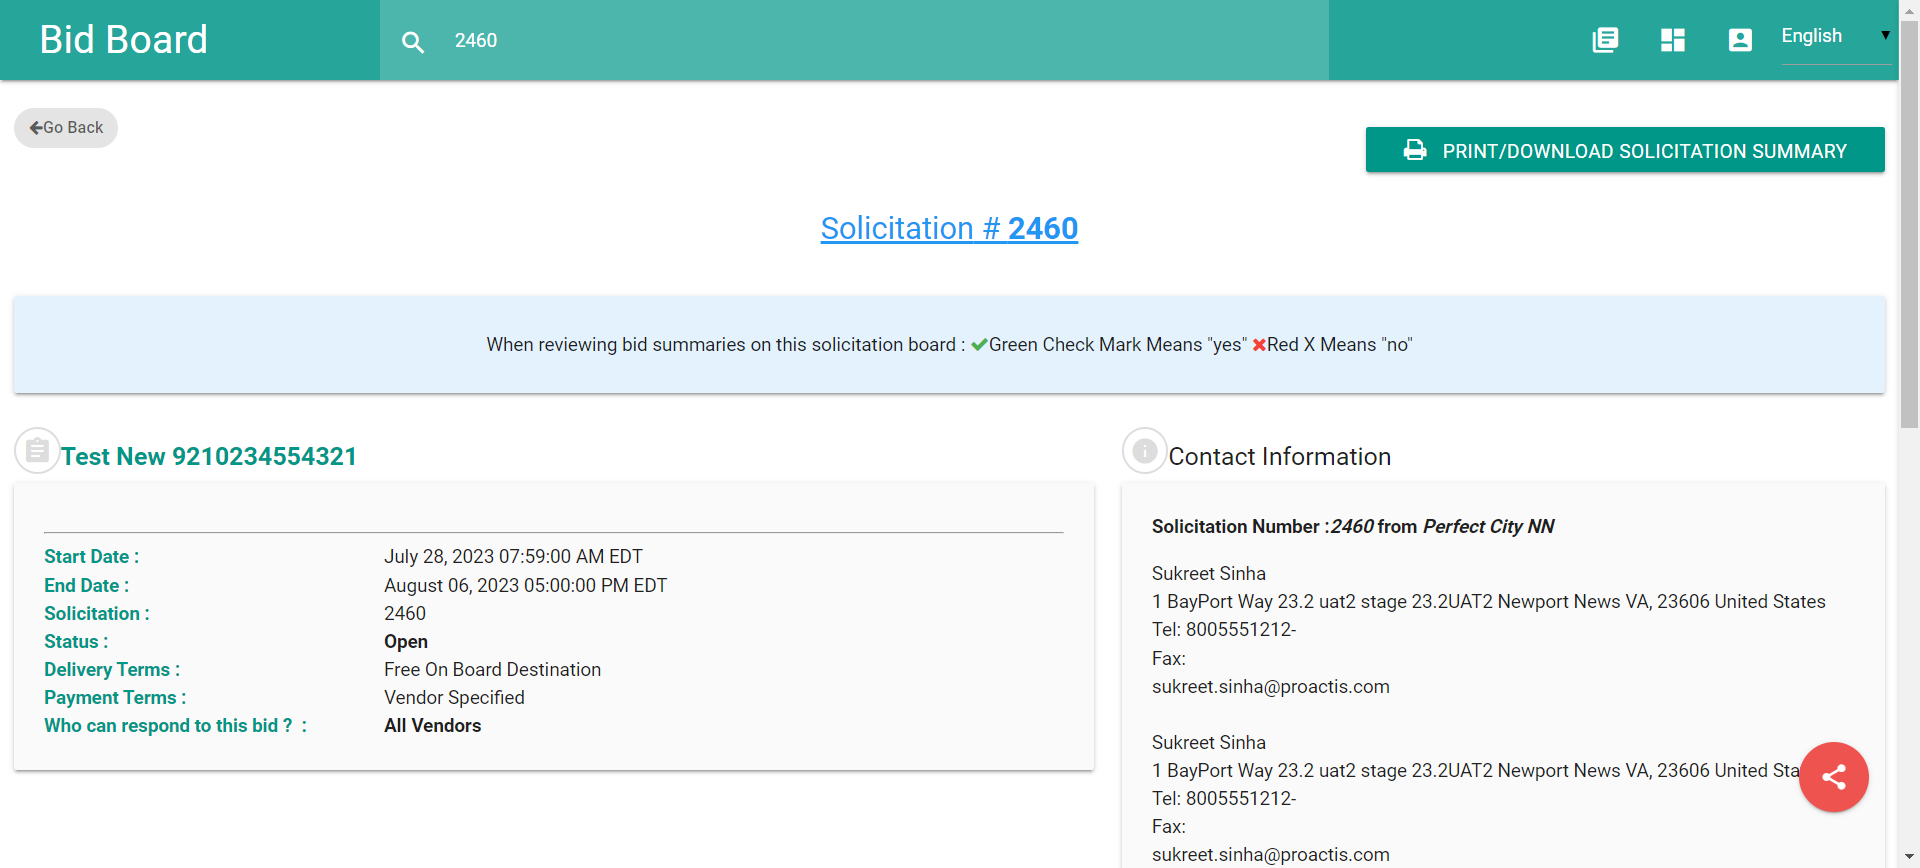 Bid Board
2460
English
Go Back
PRINT/DOWNLOAD SOLICITATION SUMMARY
Solicitation # 2460
When reviewing bid summaries on this solicitation board : Green Check Mark Means "yes" Red X Means "no"
Test New 9210234554321
Start Date : July 28, 2023 07:59:00 AM EDT
End Date : August 06, 2023 05:00:00 PM EDT
Solicitation : 2460
Status : Open
Delivery Terms : Free On Board Destination
Payment Terms : Vendor Specified
Who can respond to this bid ? : All Vendors
Contact Information
Solicitation Number :2460 from Perfect City NN
Sukreet Sinha
1 BayPort Way 23.2 uat2 stage 23.2UAT2 Newport News VA, 23606 United States
Tel: 8005551212-
Fax:
sukreet.sinha@proactis.com
Sukreet Sinha
1 BayPort Way 23.2 uat2 stage 23.2UAT2 Newport News VA, 23606 United Sta
Tel: 8005551212-
Fax:
sukreet.sinha@proactis.com